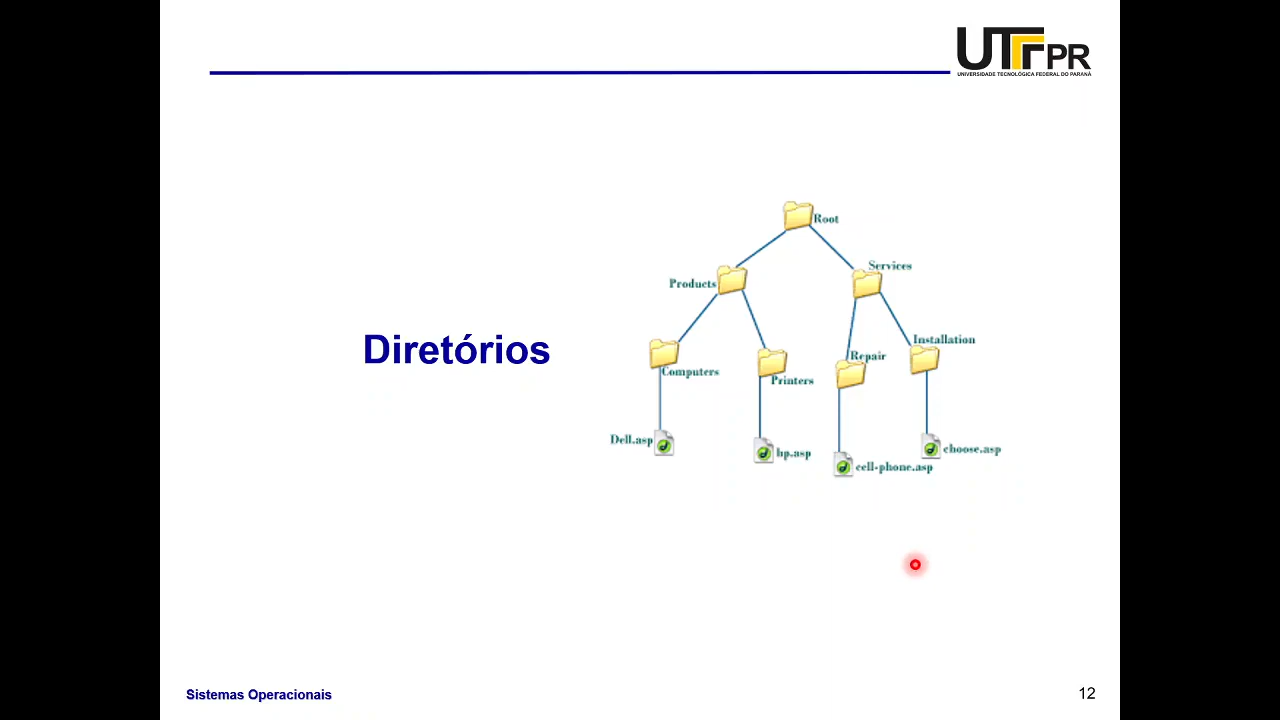 UTFPR
UNIVERSIDADE TECNOLÓGICA FEDERAL DO PARANÁ
Root
Services
Products
Diretórios
Installation
Repair
Computers
Printers
Dell.asp
hp.asp
choose.asp
cell-phone.asp
Sistemas Operacionais
12